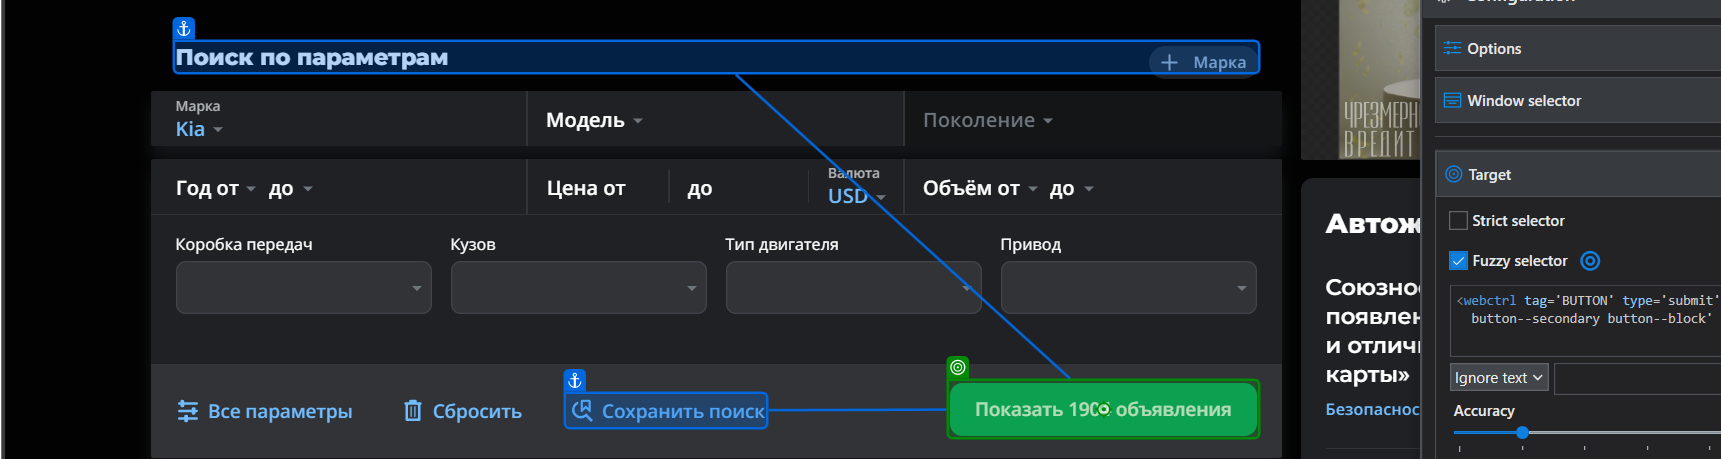 Поиск по параметрам
Марка
Марка
Kia
Модель
Поколение
Год от
до
Цена от
до
Валюта
USD
Объём от
до
Коробка передач
Кузов
Тип двигателя
Привод
Все параметры
Сбросить
Сохранить поиск
Показать объявления
ЧРЕЗМЕРН
ВРЕДИТ
Автож
Союзно
появлен
и отличи
карты»
Безопаснос
Options
Window selector
Target
Strict selector
Fuzzy selector
<webctrl tag='BUTTON' type='submit'
button--secondary button--block'
Ignore text
Accuracy